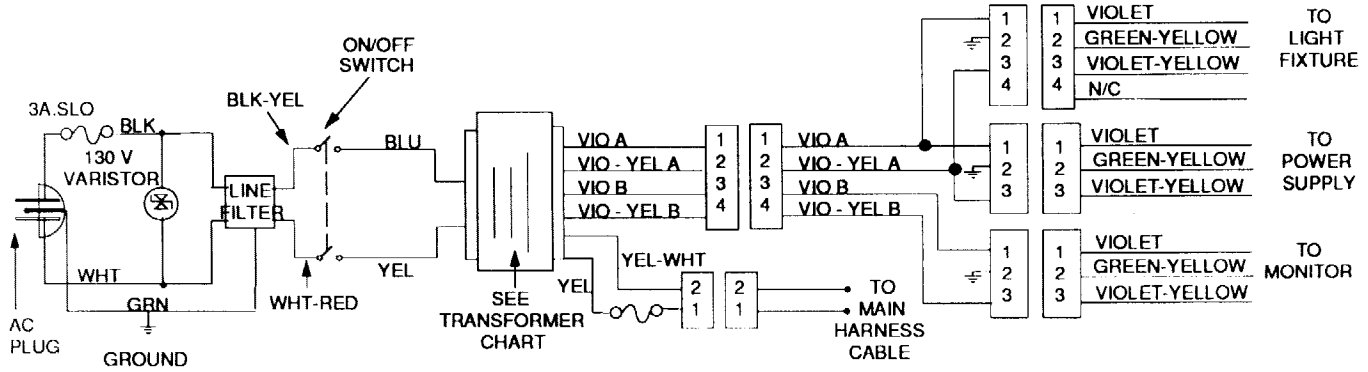 3A.SLO
BLK
130 V
VARISTOR
AC
PLUG
WHT
GRN
GROUND
LINE
FILTER
BLK-YEL
ON/OFF
SWITCH
WHT-RED
BLU
YEL
SEE
TRANSFORMER
CHART
VIO A
VIO - YEL A
VIO B
VIO - YEL B
YEL-WHT
YEL
1
2
3
4
1
2
3
4
VIO A
VIO - YEL A
VIO B
VIO - YEL B
2
1
2
1
TO
MAIN
HARNESS
CABLE
1
2
3
4
1
2
3
4
VIOLET
GREEN-YELLOW
VIOLET-YELLOW
N/C
TO
LIGHT
FIXTURE
1
2
3
1
2
3
VIOLET
GREEN-YELLOW
VIOLET-YELLOW
TO
POWER
SUPPLY
1
2
3
1
2
3
VIOLET
GREEN-YELLOW
VIOLET-YELLOW
TO
MONITOR